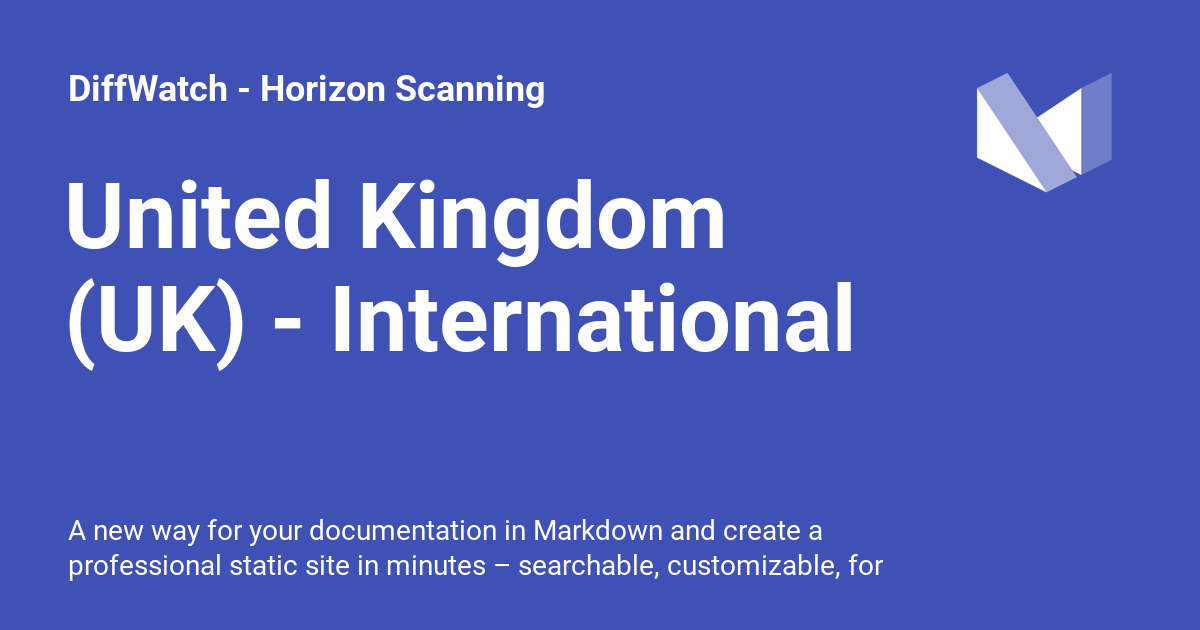 DiffWatch - Horizon Scanning
United Kingdom
(UK) - International
A new way for your documentation in Markdown and create a
professional static site in minutes – searchable, customizable, for